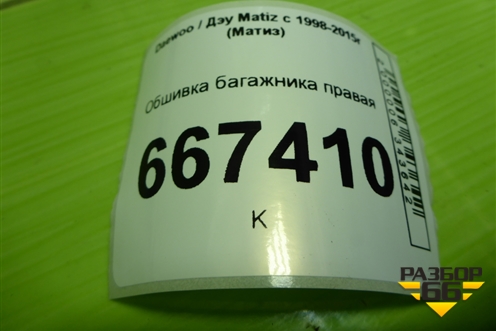 Daewoo / Дэу Matiz с 1998-2015г
(Матиз)
Обшивка багажника правая
667410
К
РАЗБОР
66